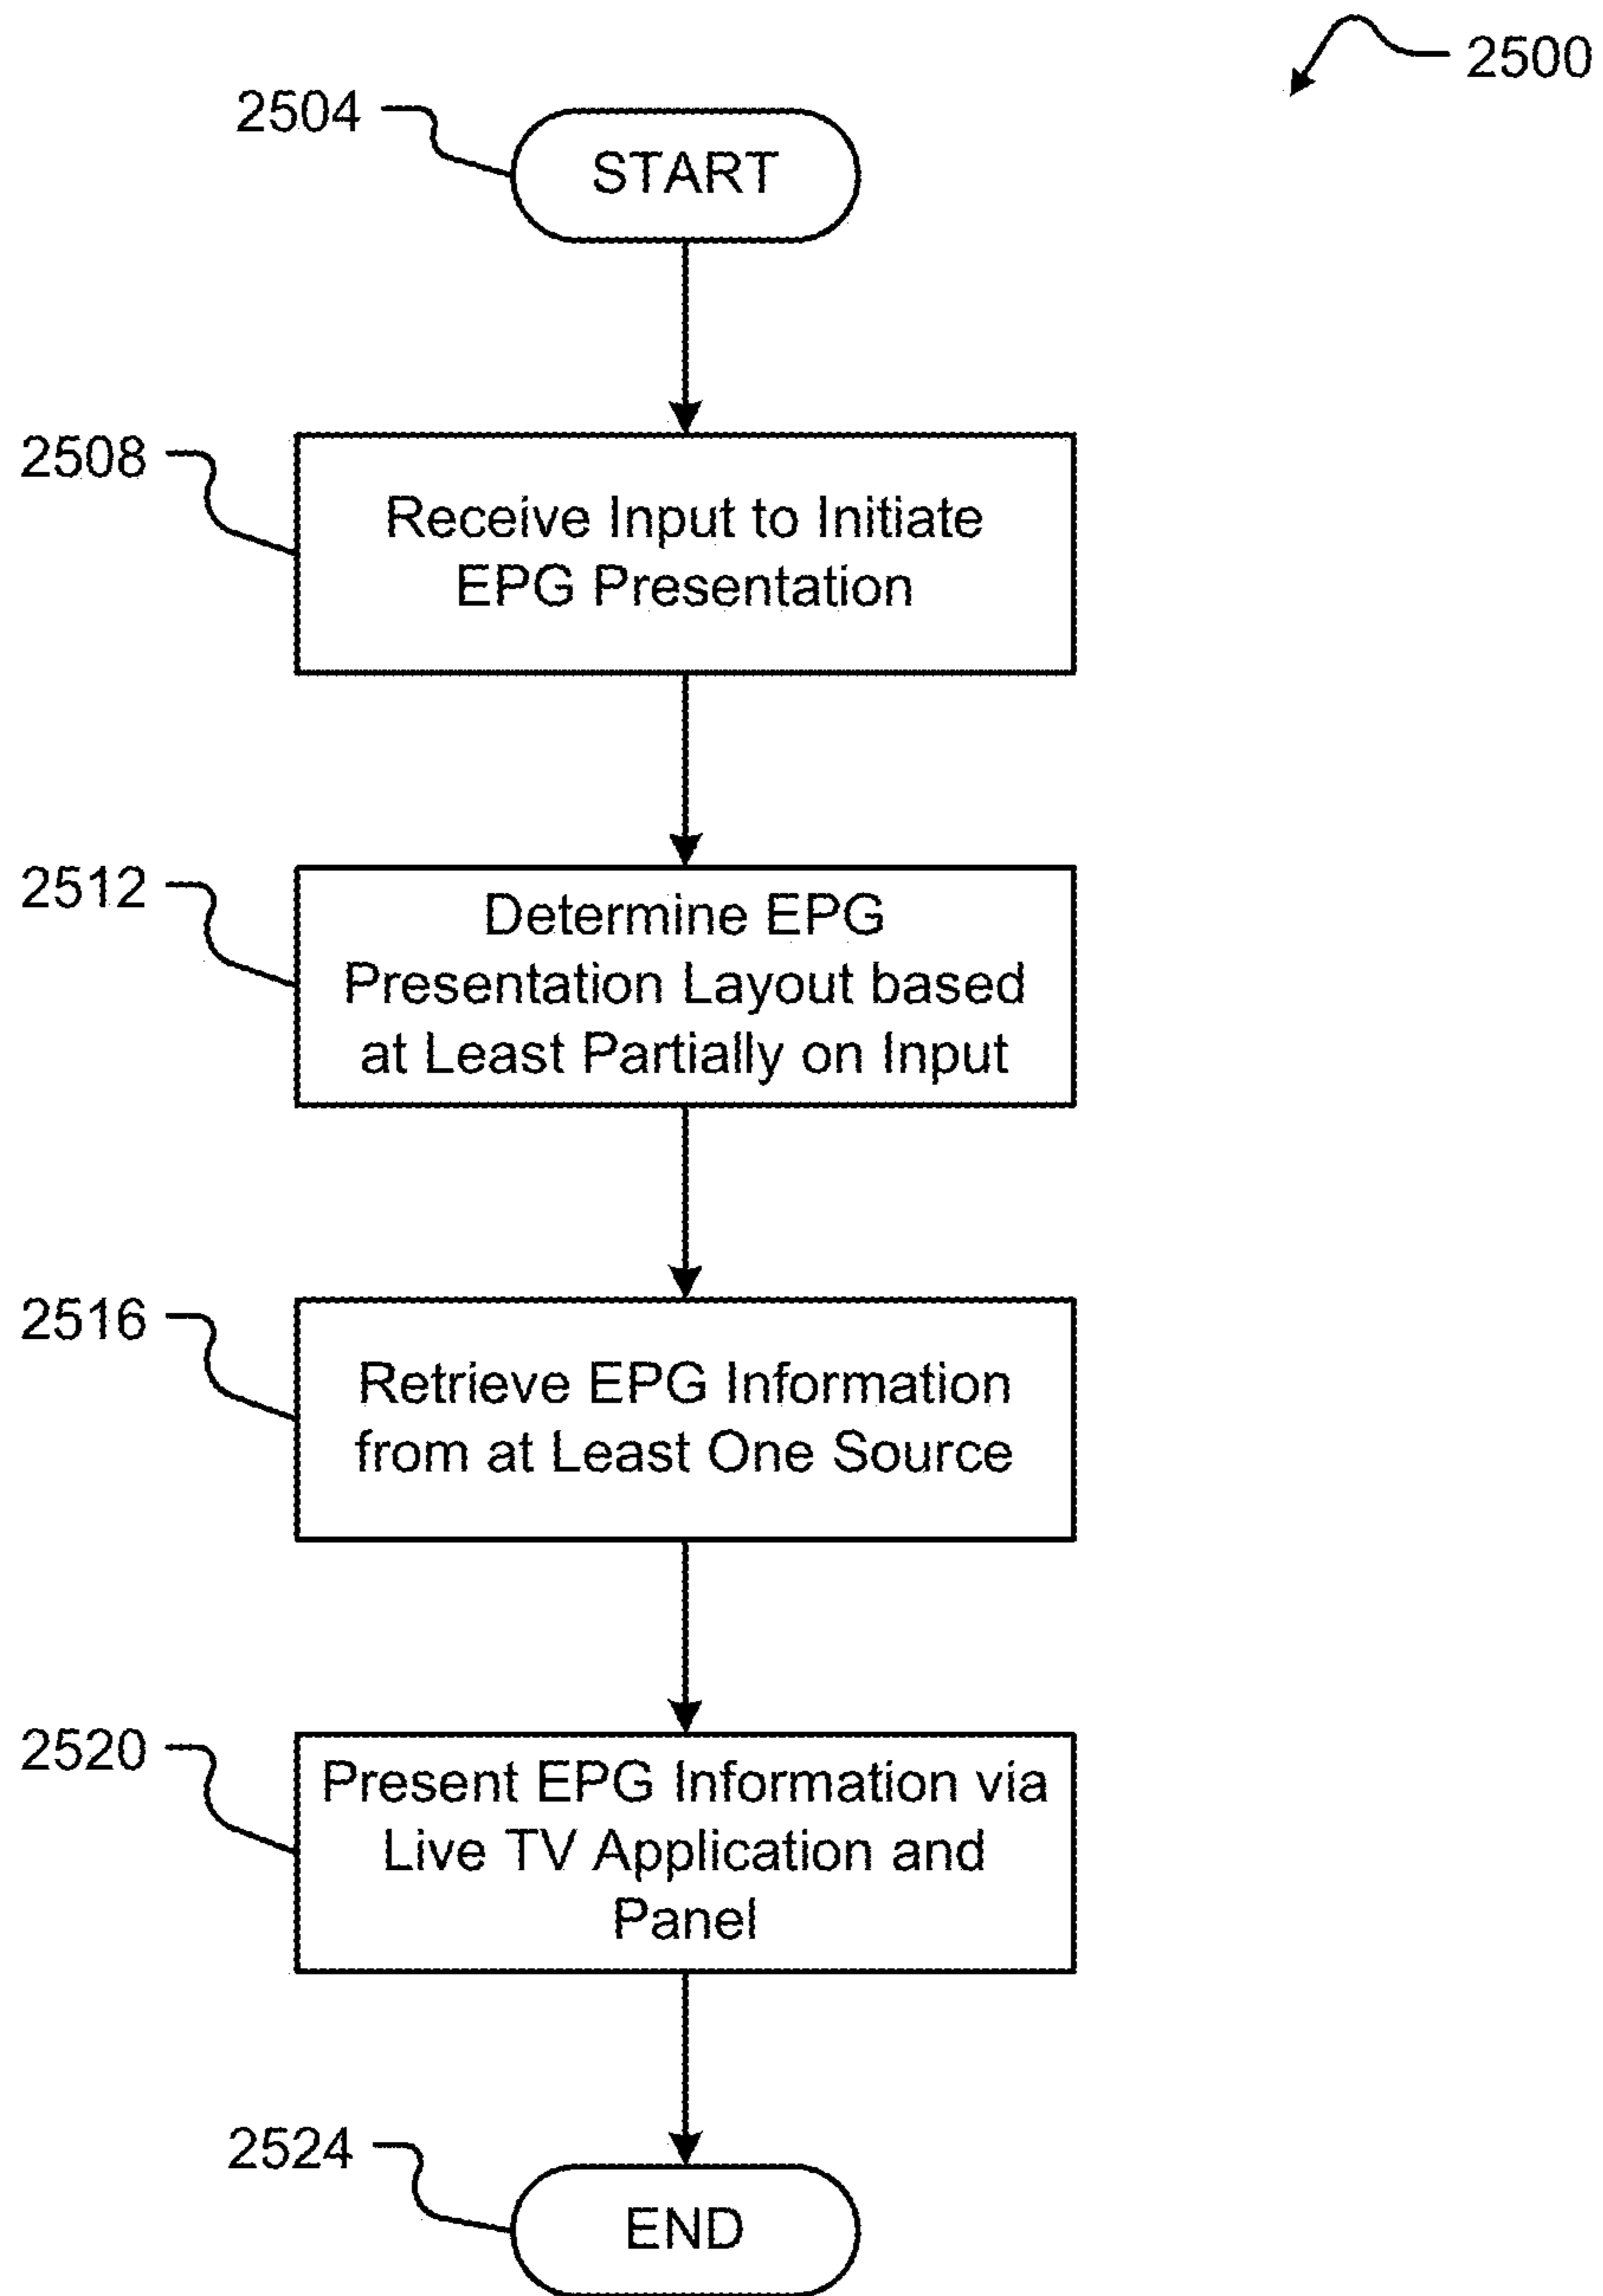 2500
2504
START
2508
Receive Input to Initiate
EPG Presentation
2512
Determine EPG
Presentation Layout based
at Least Partially on Input
2516
Retrieve EPG Information
from at Least One Source
2520
Present EPG Information via
Live TV Application and
Panel
2524
END